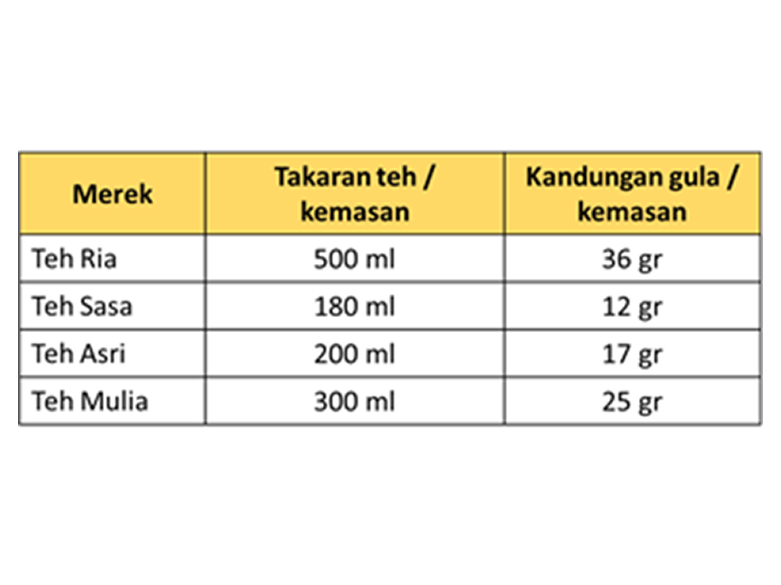 Merek
Takaran teh /
kemasan
Kandungan gula /
kemasan
Teh Ria 500 ml 36 gr
Teh Sasa 180 ml 12 gr
Teh Asri 200 ml 17 gr
Teh Mulia 300 ml 25 gr